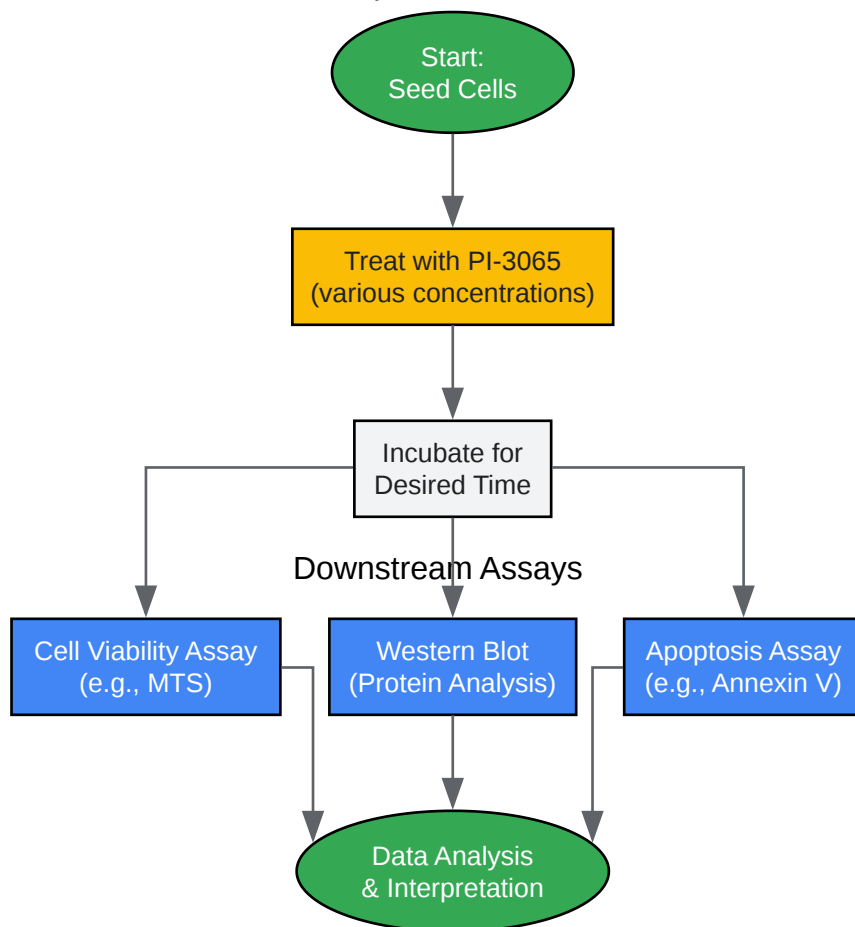 Start:
Seed Cells
Treat with PI-3065
(various concentrations)
Incubate for
Desired Time
Downstream Assays
Cell Viability Assay
(e.g., MTS)
Western Blot
(Protein Analysis)
Apoptosis Assay
(e.g., Annexin V)
Data Analysis
& Interpretation